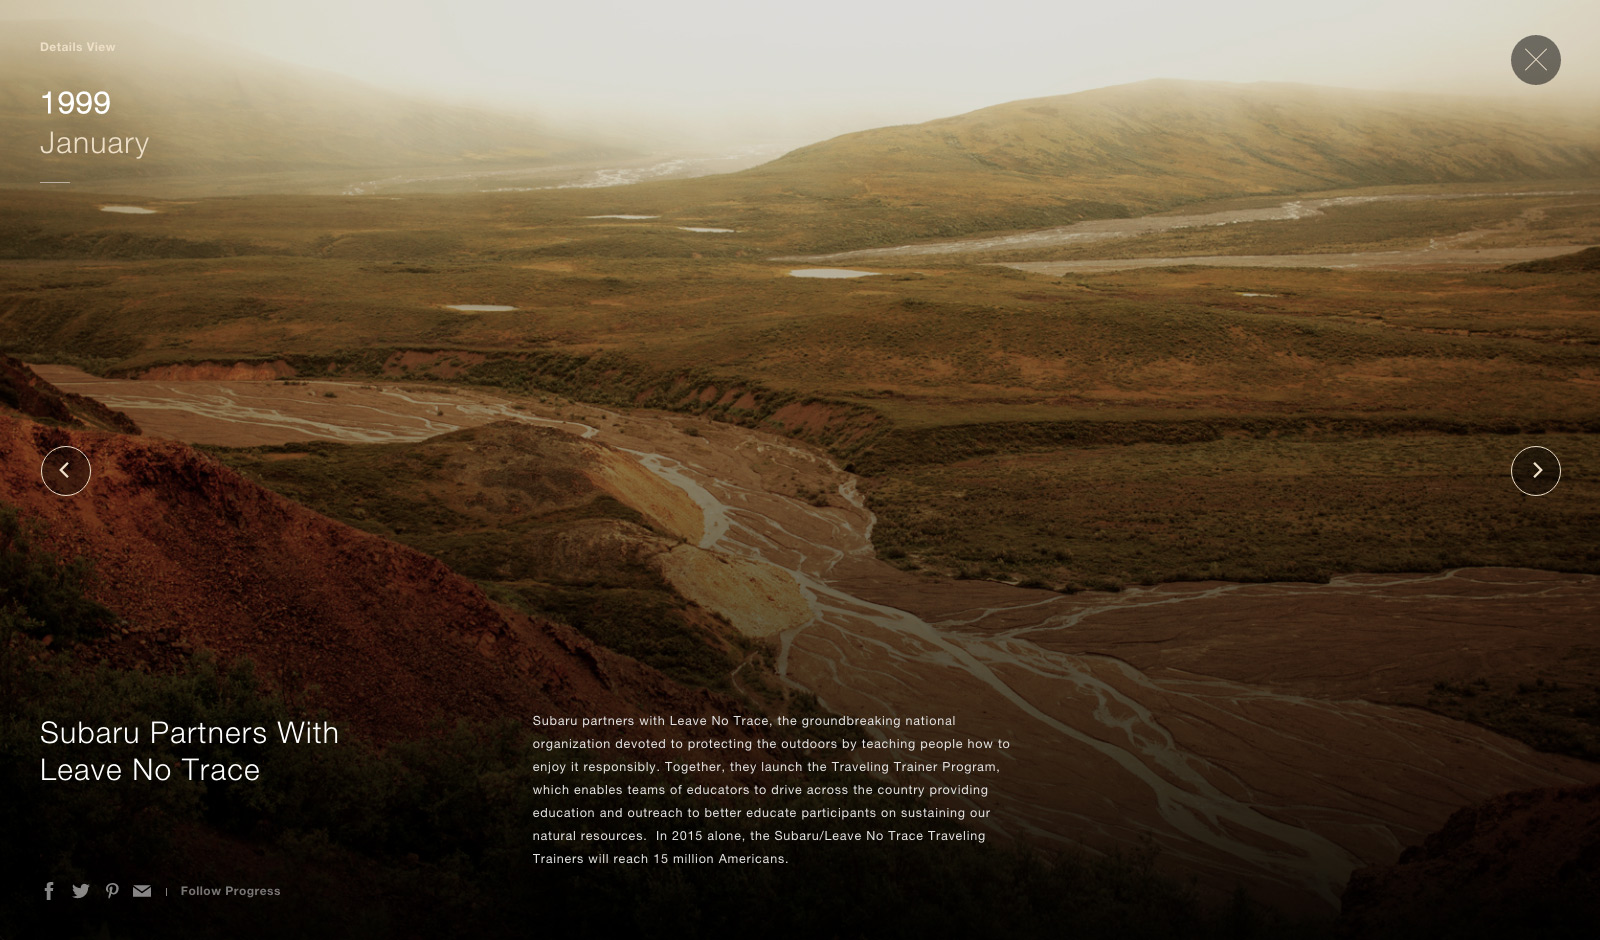 Details View
1999
January
Subaru Partners With
Leave No Trace
Subaru partners with Leave No Trace, the groundbreaking national
organization devoted to protecting the outdoors by teaching people how to
enjoy it responsibly. Together, they launch the Traveling Trainer Program,
which enables teams of educators to drive across the country providing
education and outreach to better educate participants on sustaining our
natural resources.  In 2015 alone, the Subaru/Leave No Trace Traveling
Trainers will reach 15 million Americans.
Follow Progress